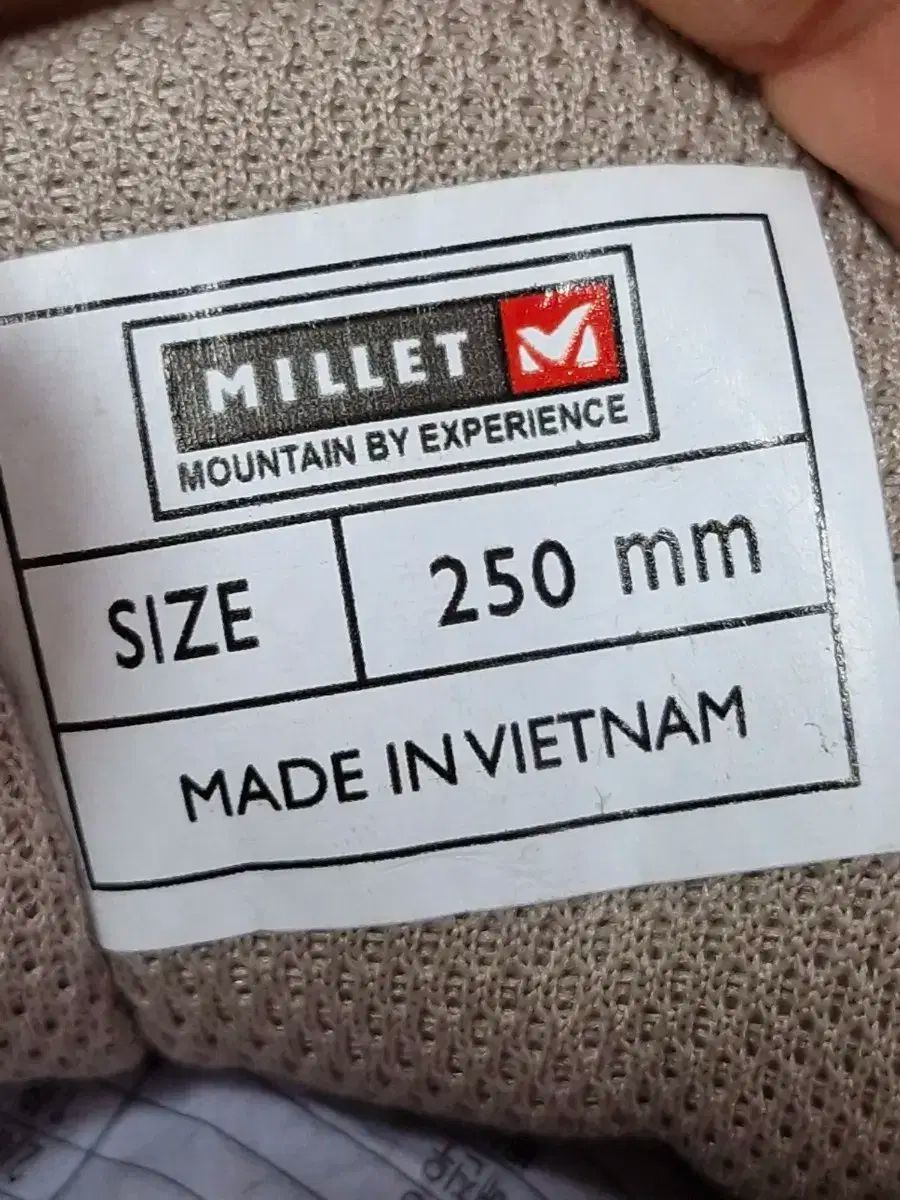 MILLET
MOUNTAIN BY EXPERIENCE
SIZE 250 mm
MADE IN VIETNAM